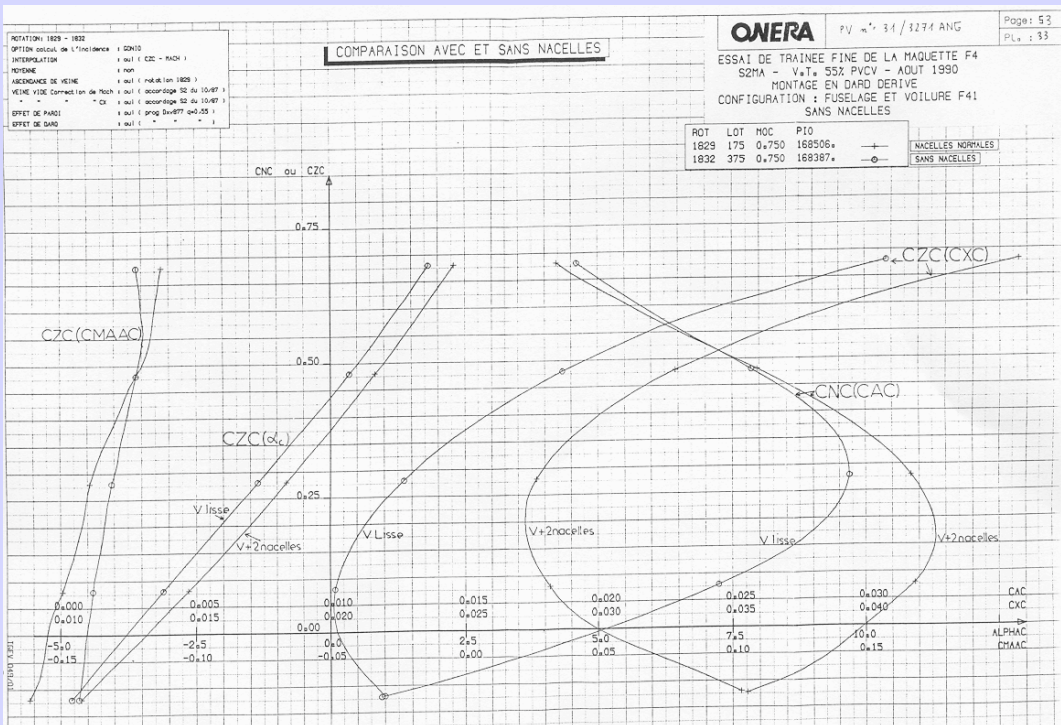 ROTATION: 1829 - 1832
OPTION calcul de l'incidence : GONIO
INTERPOLATION : oui ( CZC - MACH )
MOYENNE : non
ASCENDANCE DE VEINE : oui ( rotation 1829 )
VEINE VIDE Correction de Mach : oui ( accordage S2 du 10/87 )
" " " " CX : oui ( accordage S2 du 10/87 )
EFFET DE PAROI : oui ( prog
EFFET DE DARD : oui ( " " " )
COMPARAISON AVEC ET SANS NACELLES
ONERA
PV n° 31/3271 ANG
Page: 53
PL. : 33
ESSAI DE TRAINEE FINE DE LA MAQUETTE F4
S2MA - V.T. 55% PVCV - AOUT 1990
MONTAGE EN DARD DERIVE
CONFIGURATION : FUSELAGE ET VOILURE F41
SANS NACELLES
ROT LOT MOC PIO
1829 175 0.750 168506. NACELLES NORMALES
1832 375 0.750 168387. SANS NACELLES
CNC ou CZC
0.75
CZC(CXC)
CZC(CMAAC)
0.50
CNC(CAC)
CZC(αc)
0.25
V lisse
V+2nacelles
V.Lisse
V+2nacelles
V lisse
V+2nacelles
0.000 0.005 0.010 0.015 0.020 0.025 0.030 CAC
0.010 0.015 0.020 0.025 0.030 0.035 0.040 CXC
0.00
-5.0 -2.5 0.0 2.5 5.0 7.5 10.0 ALPHAC
-0.15 -0.10 -0.05 0.00 0.05 0.10 0.15 CMAAC